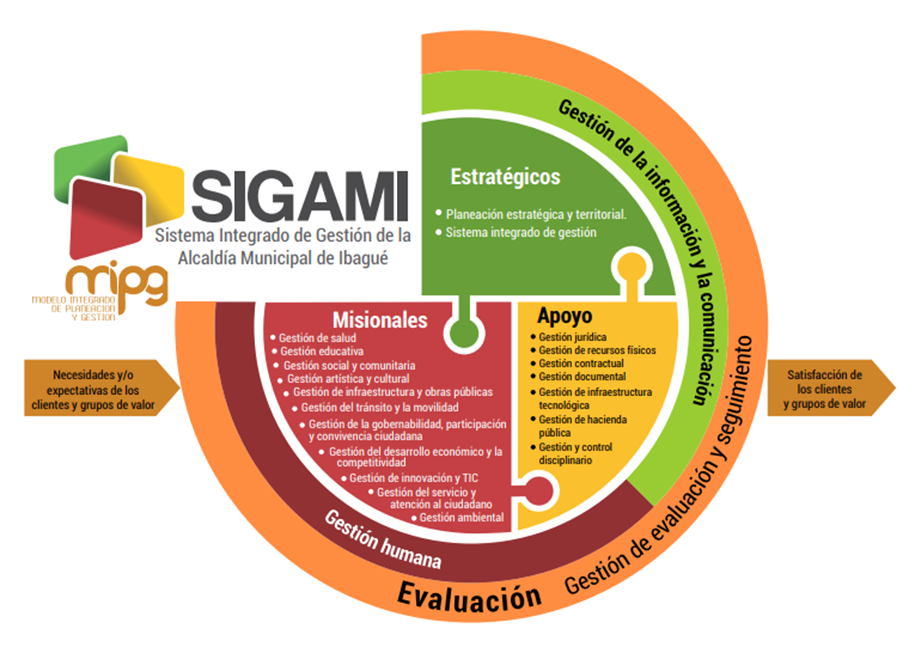 SIGAMI
Sistema Integrado de Gestión de la
Alcaldía Municipal de Ibagué
mipg
MODELO INTEGRADO
DE PLANEACION
Y GESTION
Necesidades y/o
expectativas de los
clientes y grupos de valor
Estratégicos
• Planeación estratégica y territorial.
• Sistema integrado de gestión
Misionales
• Gestión de salud
• Gestión educativa
• Gestión social y comunitaria
• Gestión artística y cultural
• Gestión de infraestructura y obras públicas
• Gestión del tránsito y la movilidad
• Gestión de la gobernabilidad, participación
y convivencia ciudadana
• Gestión del desarrollo económico y la
competitividad
• Gestión de innovación y TIC
• Gestión del servicio y
atención al ciudadano
• Gestión ambiental
Apoyo
• Gestión jurídica
• Gestión de recursos físicos
• Gestión contractual
• Gestión documental
• Gestión de infraestructura
tecnológica
• Gestión de hacienda
pública
• Gestión y control
disciplinario
Gestión de la información y la comunicación
Gestión humana
Evaluación
Gestión de evaluación y seguimiento
Satisfacción de
los clientes
y grupos de valor